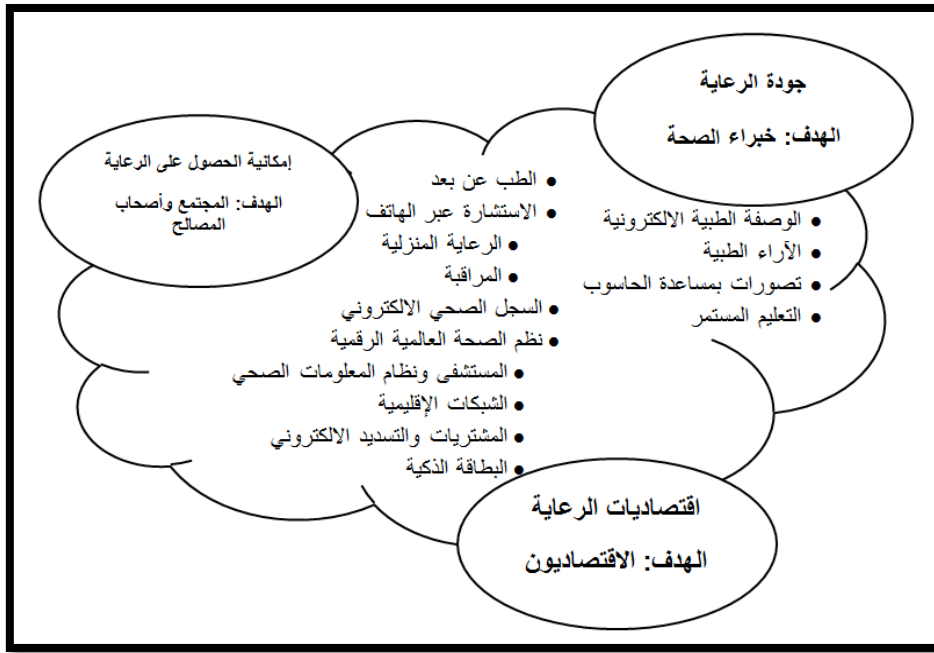 جودة الرعاية
الهدف: خبراء الصحة
إمكانية الحصول على الرعاية
الهدف: المجتمع وأصحاب
المصالح
• الوصفة الطبية الالكترونية
• الآراء الطبية
• تصورات بمساعدة الحاسوب
• التعليم المستمر
• الطب عن بعد
• الاستشارة عبر الهاتف
• الرعاية المنزلية
• المراقبة
• السجل الصحي الالكتروني
• نظم الصحة العالمية الرقمية
• المستشفى ونظام المعلومات الصحي
• الشبكات الإقليمية
• المشتريات والتسديد الالكتروني
• البطاقة الذكية
اقتصاديات الرعاية
الهدف: الاقتصاديون